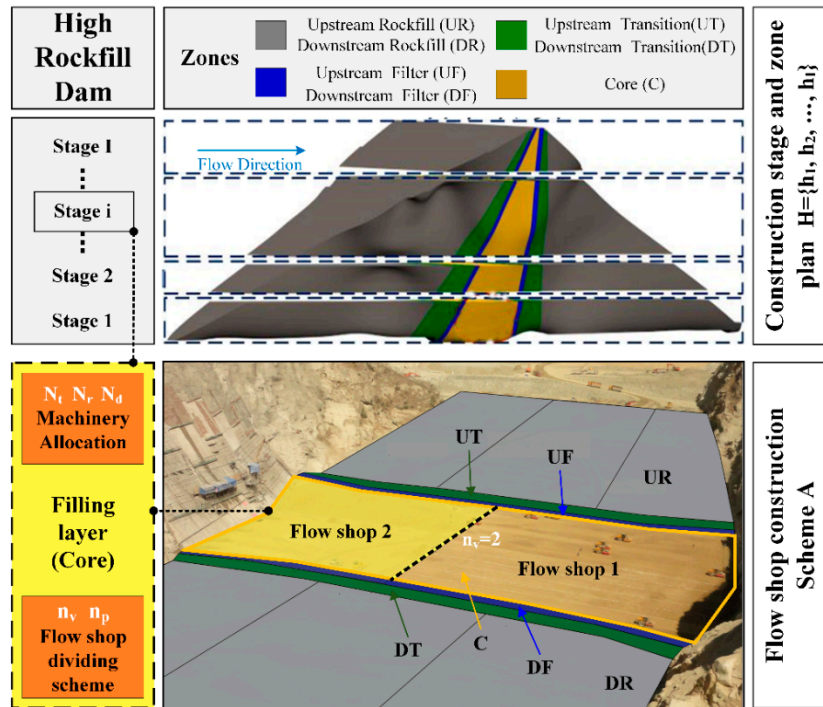 High
Rockfill
Dam
Zones
Upstream Rockfill (UR)
Downstream Rockfill (DR)
Upstream Transition(UT)
Downstream Transition(DT)
Upstream Filter (UF)
Downstream Filter (DF)
Core (C)
Construction stage and zone
plan H={h₁, h₂, ..., h₁}
Stage I
Stage i
Stage 2
Stage 1
Flow Direction
Nt Nr Nd
Machinery
Allocation
Filling
layer
(Core)
nv np
Flow shop
dividing
scheme
UT
UF
UR
Flow shop 2
nv=2
Flow shop 1
DT
C
DF
DR
Flow shop construction
Scheme A